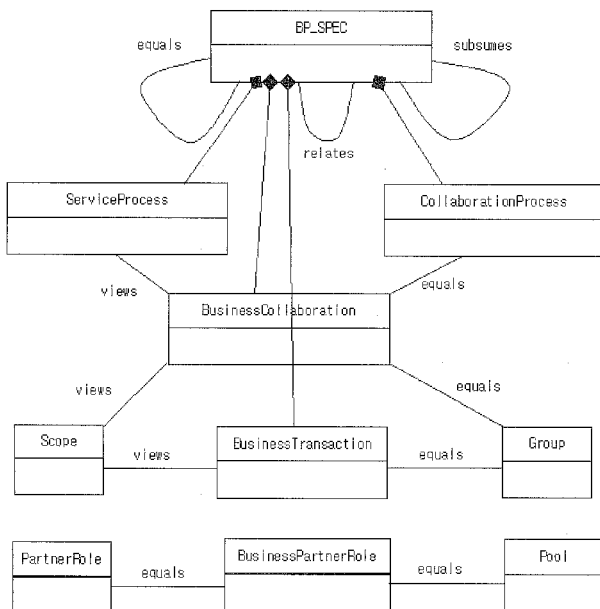 BP_SPEC
equals
subsumes
relates
ServiceProcess
CollaborationProcess
views
equals
BusinessCollaboration
views
equals
Scope
BusinessTransaction
Group
views
equals
PartnerRole
BusinessPartnerRole
Pool
equals
equals